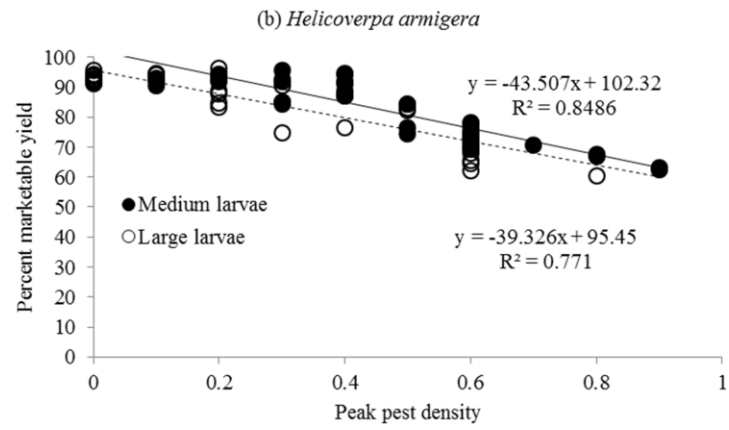 (b) Helicoverpa armigera
y = -43.507x + 102.32
R² = 0.8486
Medium larvae
Large larvae
y = -39.326x + 95.45
R² = 0.771
Percent marketable yield
100
90
80
70
60
50
40
30
20
10
0
0
0.2
0.4
0.6
0.8
1
Peak pest density